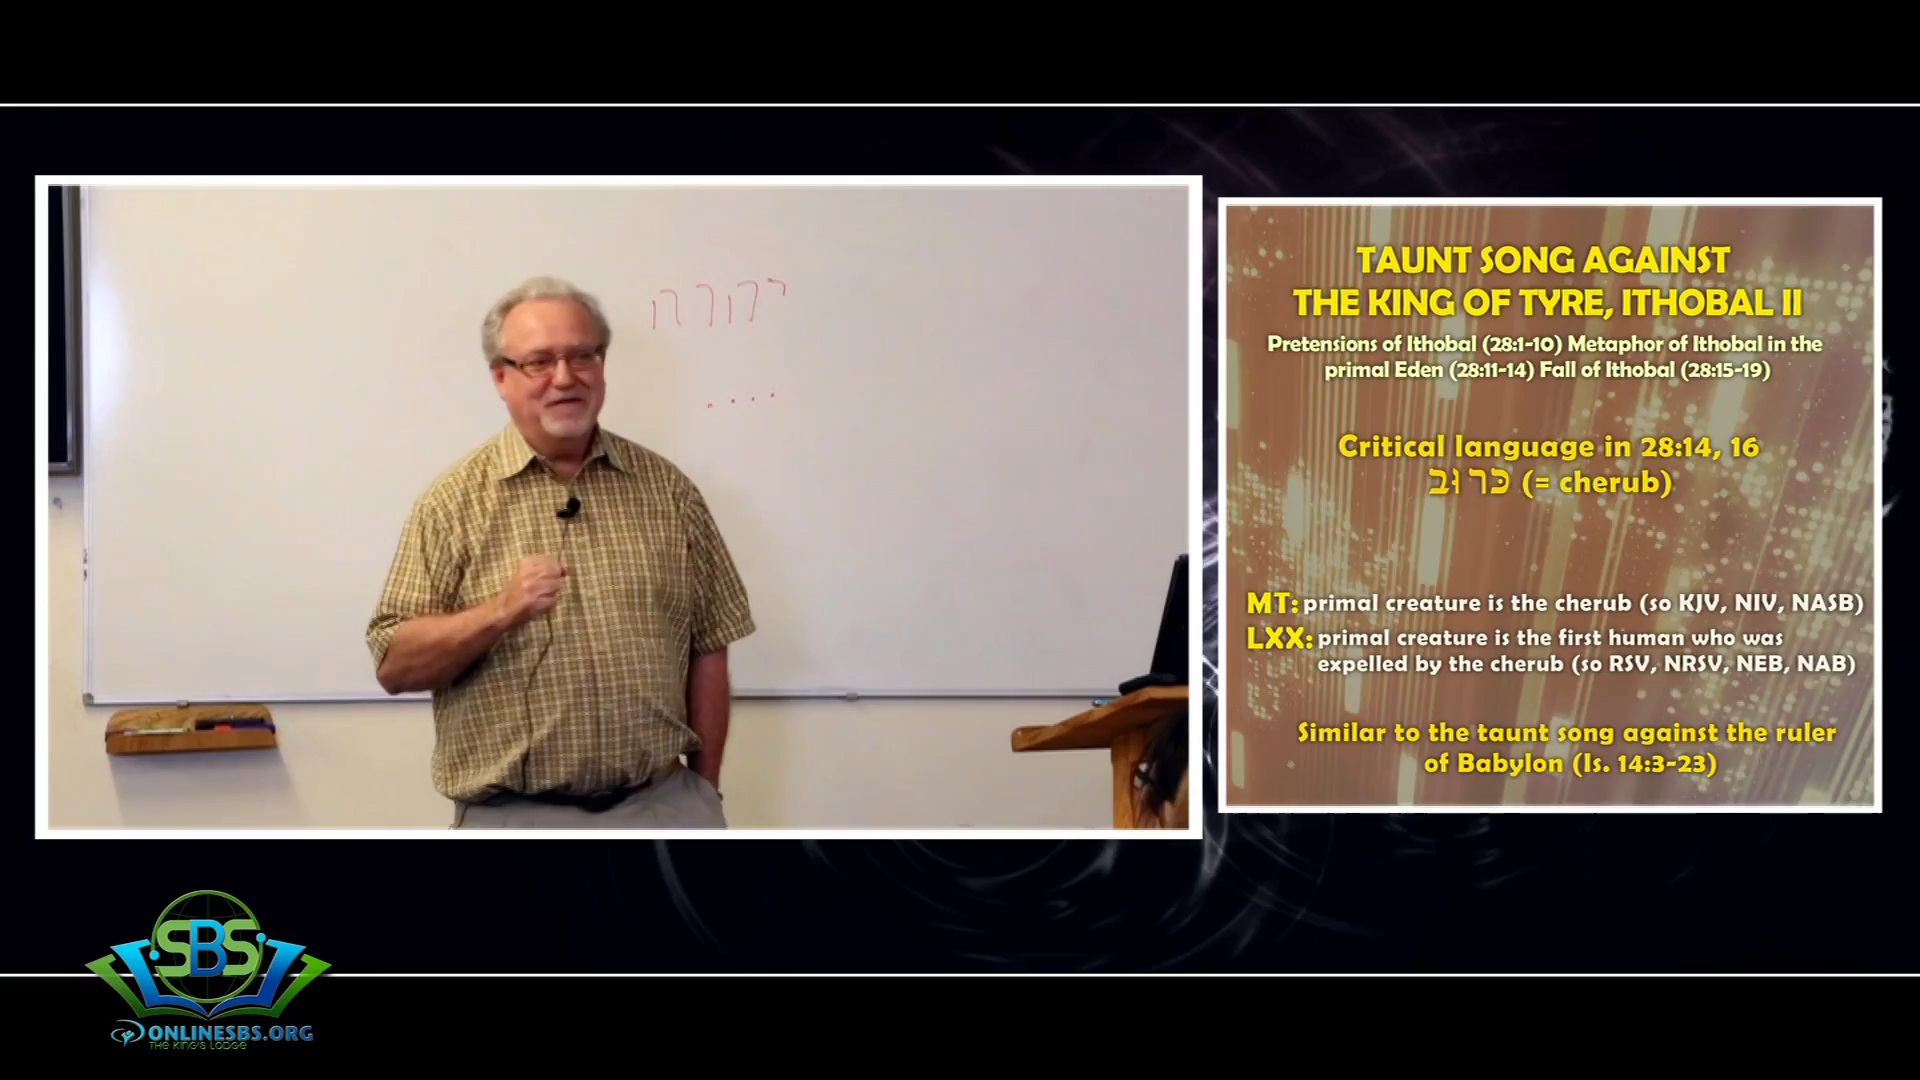 יהוה
. . . .
TAUNT SONG AGAINST
THE KING OF TYRE, ITHOBAL II
Pretensions of Ithobal (28:1-10) Metaphor of Ithobal in the
primal Eden (28:11-14) Fall of Ithobal (28:15-19)
Critical language in 28:14, 16
כּרוּב (= cherub)
MT: primal creature is the cherub (so KJV, NIV, NASB)
LXX: primal creature is the first human who was
expelled by the cherub (so RSV, NRSV, NEB, NAB)
Similar to the taunt song against the ruler
of Babylon (Is. 14:3-23)
SBS
ONLINESBS.ORG
THE KING'S LODGE